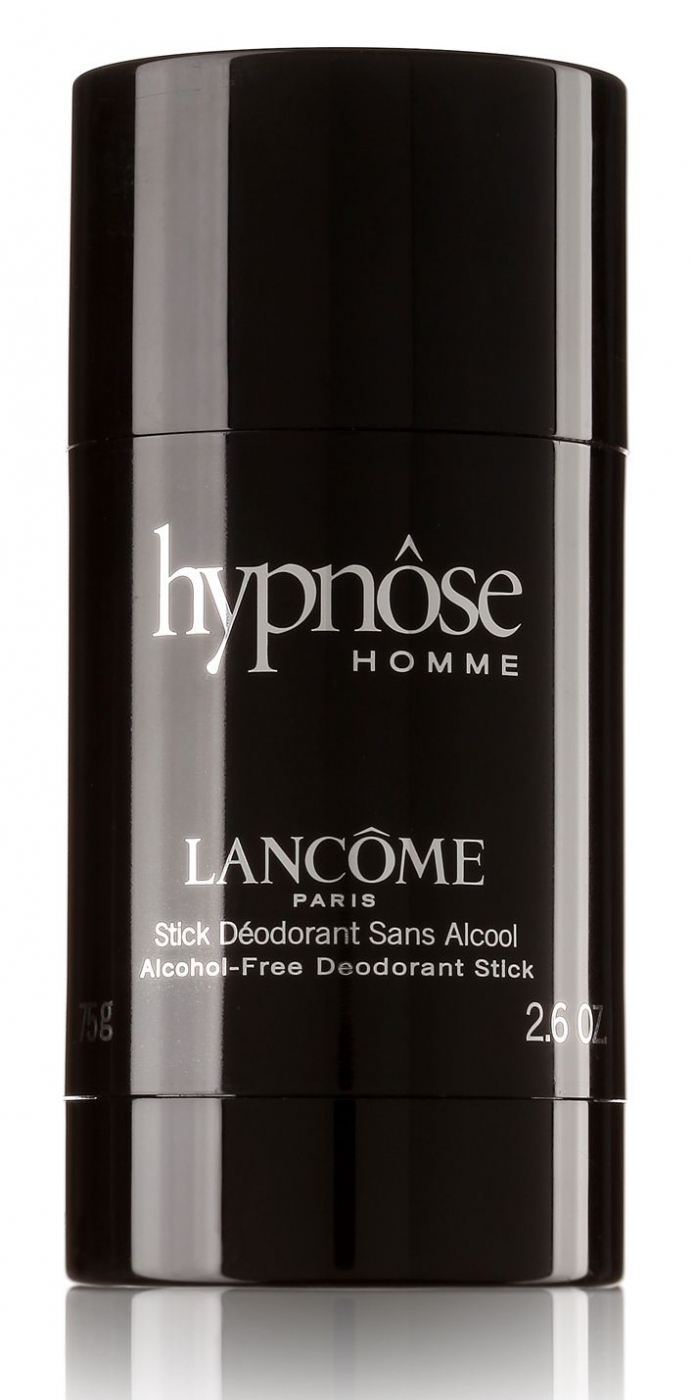 hypnôse
HOMME
LANCÔME
PARIS
Stick Déodorant Sans Alcool
Alcohol-Free Deodorant Stick
75g 2.6 OZ.